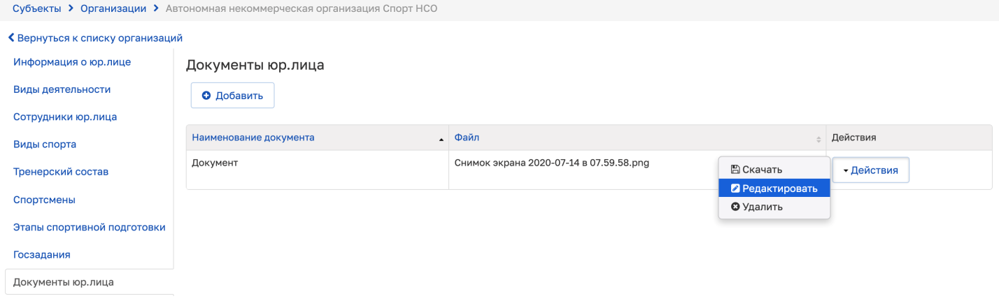 Субъекты Организации Автономная некоммерческая организация Спорт НСО
Вернуться к списку организаций
Информация о юр.лице
Виды деятельности
Сотрудники юр.лица
Виды спорта
Тренерский состав
Спортсмены
Этапы спортивной подготовки
Госзадания
Документы юр.лица
Документы юр.лица
Добавить
Наименование документа Файл Действия
Документ Снимок экрана 2020-07-14 в 07.59.58.png Действия
Скачать
Редактировать
Удалить